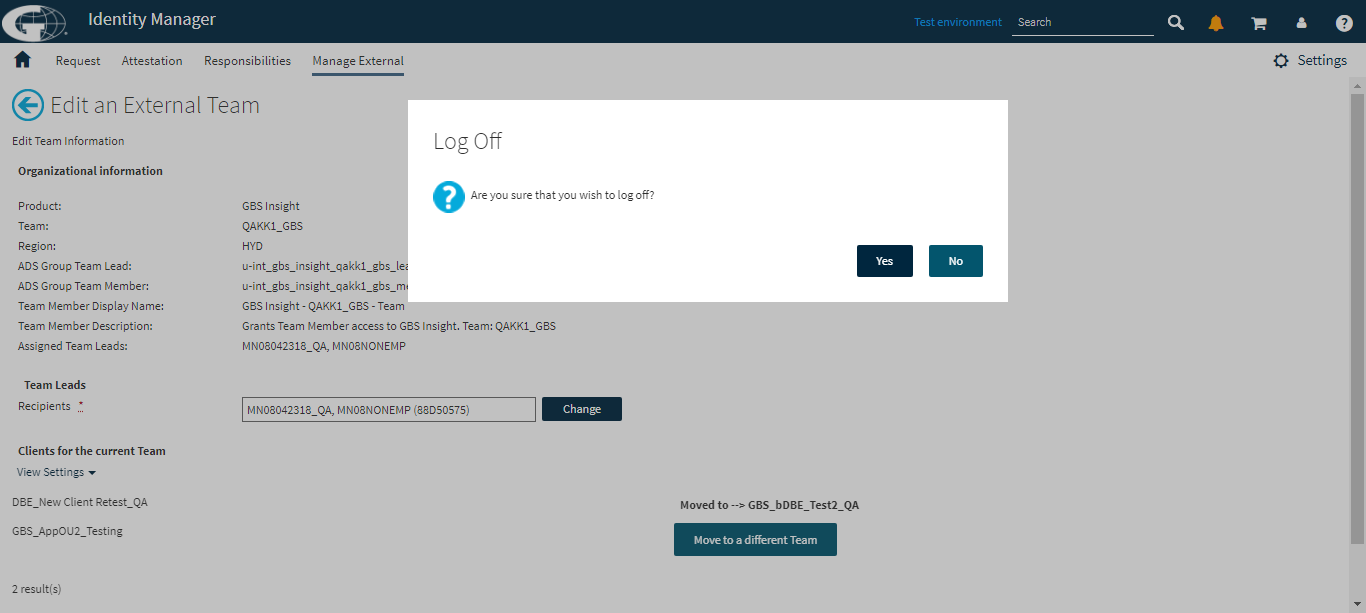 Identity Manager
Test environment
Search
Request
Attestation
Responsibilities
Manage External
Settings
Edit an External Team
Edit Team Information
Organizational information
Product: GBS Insight
Team: QAKK1_GBS
Region: HYD
ADS Group Team Lead: u-int_gbs_insight_qakk1_gbs_lea
ADS Group Team Member: u-int_gbs_insight_qakk1_gbs_me
Team Member Display Name: GBS Insight - QAKK1_GBS - Team
Team Member Description: Grants Team Member access to GBS Insight. Team: QAKK1_GBS
Assigned Team Leads: MN08042318_QA, MN08NONEMP
Team Leads
Recipients * MN08042318_QA, MN08NONEMP (88D50575) Change
Clients for the current Team
View Settings
DBE_New Client Retest_QA
Moved to --> GBS_bDBE_Test2_QA
GBS_AppOU2_Testing
Move to a different Team
2 result(s)
Log Off
Are you sure that you wish to log off?
Yes
No